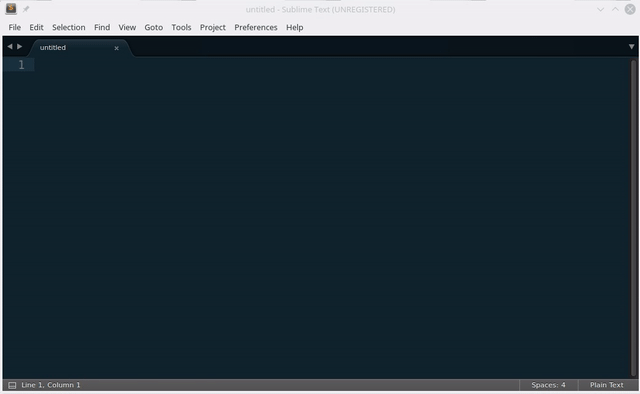 untitled - Sublime Text (UNREGISTERED)
File Edit Selection Find View Goto Tools Project Preferences Help
untitled
1
Line 1, Column 1 Spaces: 4 Plain Text